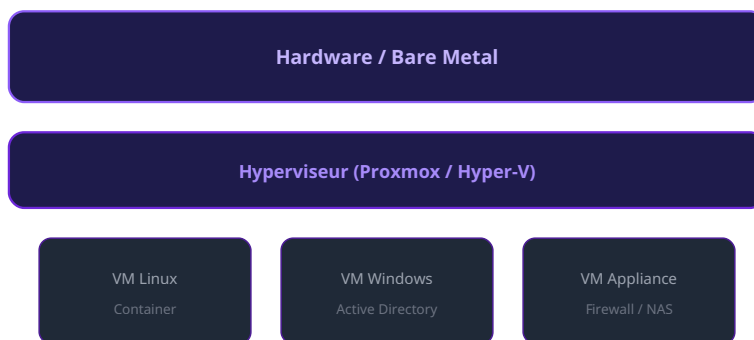 Hardware / Bare Metal
Hyperviseur (Proxmox / Hyper-V)
VM Linux
Container
VM Windows
Active Directory
VM Appliance
Firewall / NAS